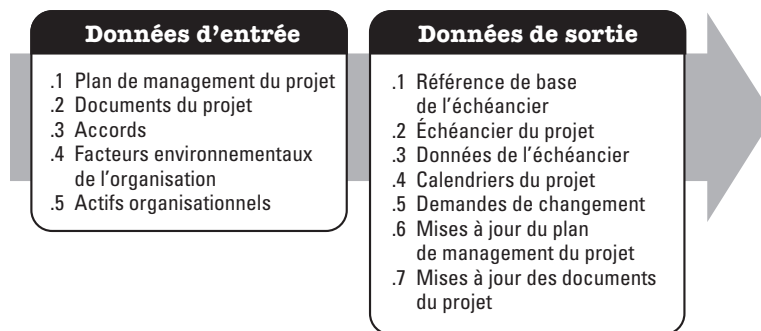 Données d'entrée
.1 Plan de management du projet
.2 Documents du projet
.3 Accords
.4 Facteurs environnementaux
de l'organisation
.5 Actifs organisationnels
Données de sortie
.1 Référence de base
de l'échéancier
.2 Échéancier du projet
.3 Données de l'échéancier
.4 Calendriers du projet
.5 Demandes de changement
.6 Mises à jour du plan
de management du projet
.7 Mises à jour des documents
du projet